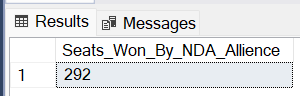 Results Messages
Seats_Won_By_NDA_Allience
1 292